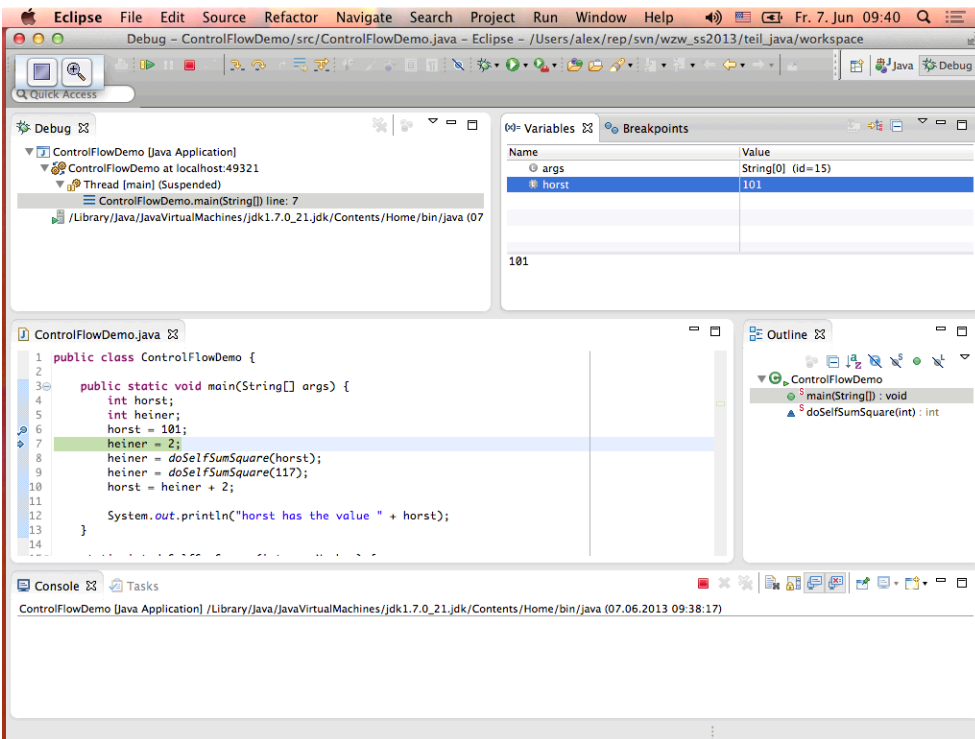 Eclipse File Edit Source Refactor Navigate Search Project Run Window Help Fr. 7. Jun 09:40
Debug – ControlFlowDemo/src/ControlFlowDemo.java – Eclipse – /Users/alex/rep/svn/wzw_ss2013/teil_java/workspace
Java Debug
Quick Access
Debug
ControlFlowDemo [Java Application]
ControlFlowDemo at localhost:49321
Thread [main] (Suspended)
ControlFlowDemo.main(String[]) line: 7
/Library/Java/JavaVirtualMachines/jdk1.7.0_21.jdk/Contents/Home/bin/java (07
(x)= Variables Breakpoints
Name Value
args String[0] (id=15)
horst 101
101
ControlFlowDemo.java
1 public class ControlFlowDemo {
2
3 public static void main(String[] args) {
4 int horst;
5 int heiner;
6 horst = 101;
7 heiner = 2;
8 heiner = doSelfSumSquare(horst);
9 heiner = doSelfSumSquare(117);
10 horst = heiner + 2;
11
12 System.out.println("horst has the value " + horst);
13 }
14
Outline
ControlFlowDemo
S main(String[]) : void
S doSelfSumSquare(int) : int
Console Tasks
ControlFlowDemo [Java Application] /Library/Java/JavaVirtualMachines/jdk1.7.0_21.jdk/Contents/Home/bin/java (07.06.2013 09:38:17)